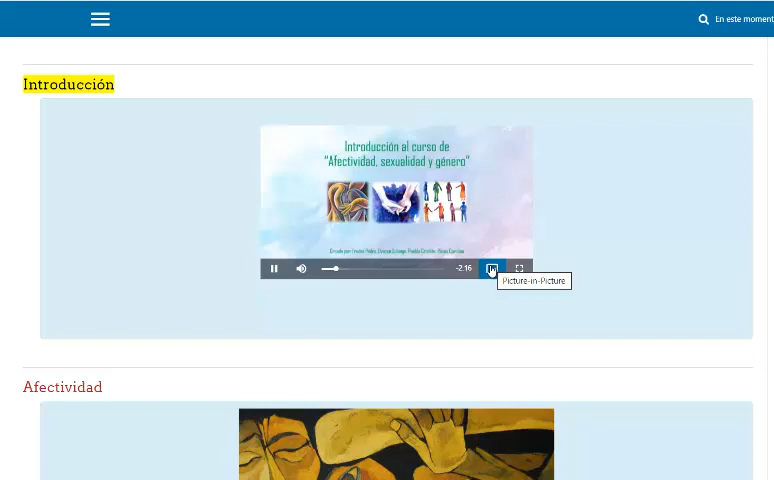 En este moment
Introducción
Introducción al curso de
"Afectividad, sexualidad y género"
-2:16
Picture-in-Picture
Afectividad